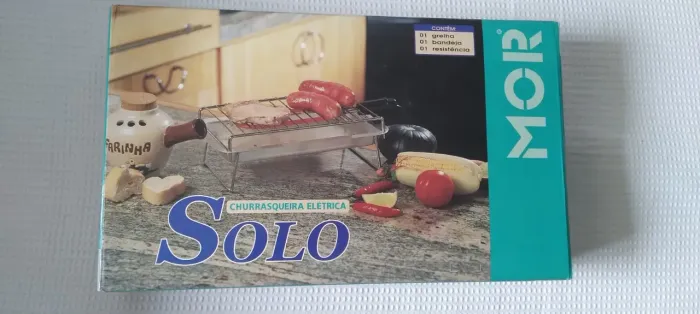 CONTÉM
01 grelha
01 bandeja
01 resistência
MOR
FARINHA
CHURRASQUEIRA ELÉTRICA
SOLO